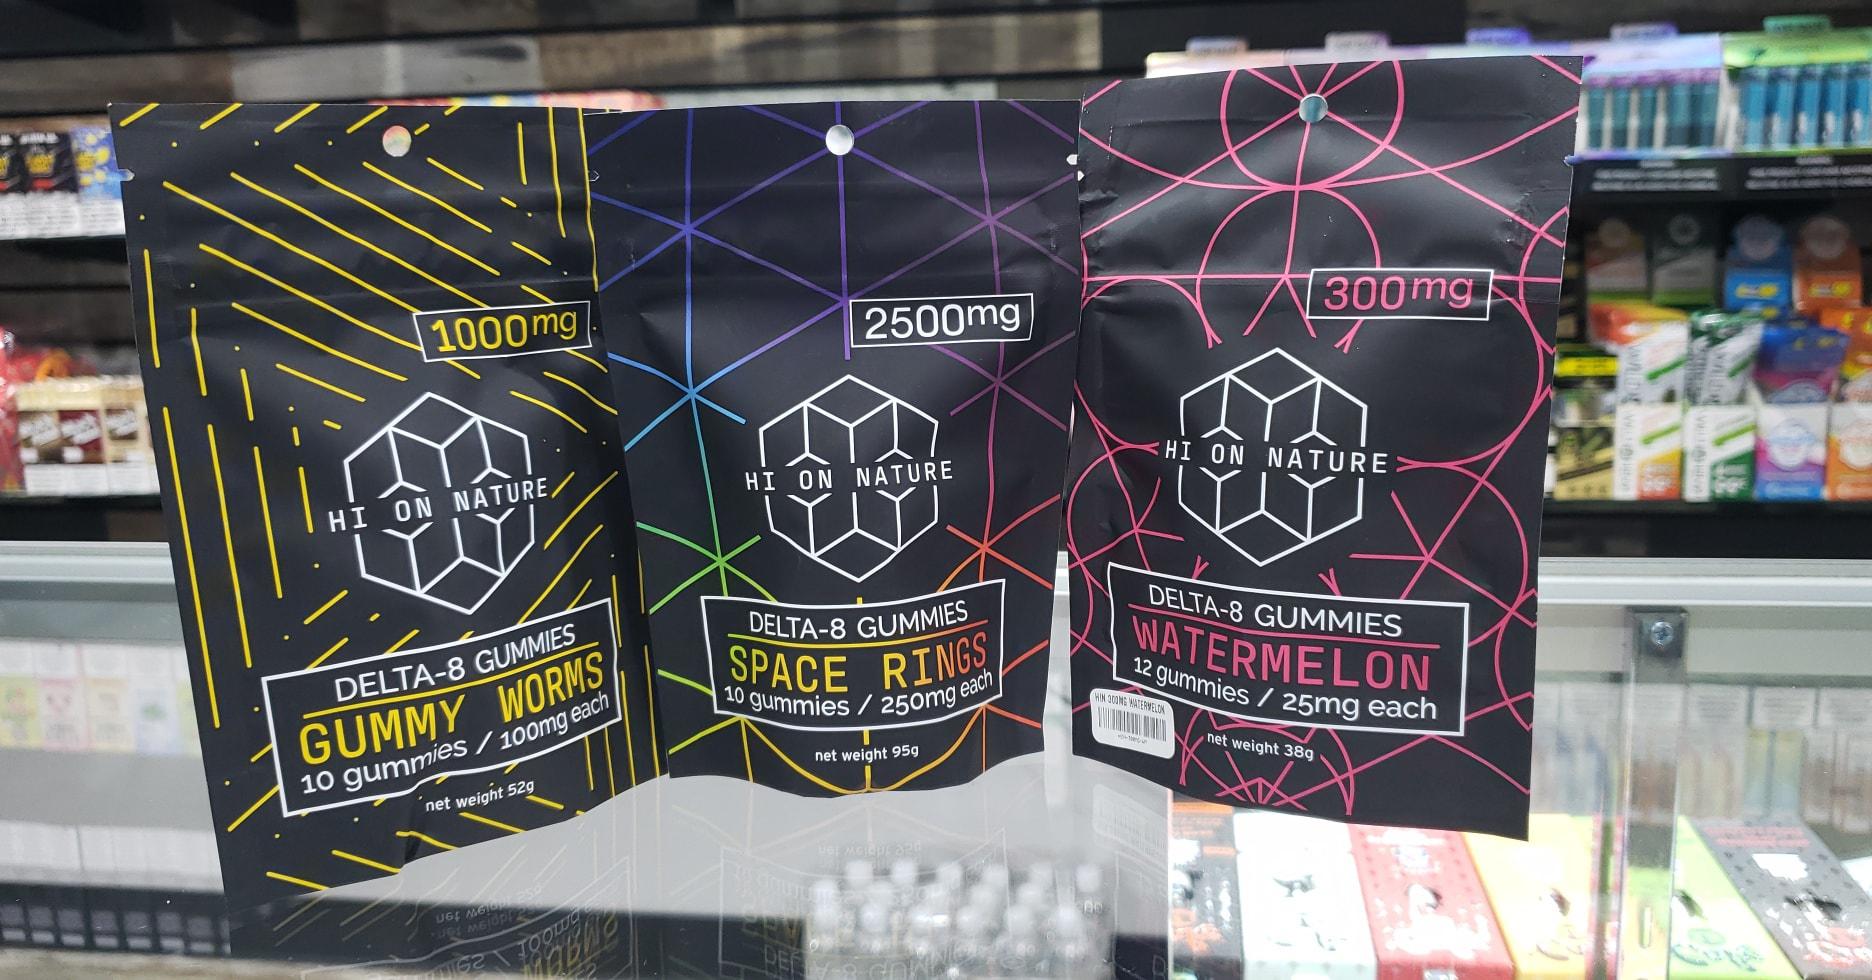 1000mg
HI ON NATURE
DELTA-8 GUMMIES
GUMMY WORMS
10 gummies / 100mg each
net weight 52g
2500mg
HI ON NATURE
DELTA-8 GUMMIES
SPACE RINGS
10 gummies / 250mg each
net weight 95g
300mg
HI ON NATURE
DELTA-8 GUMMIES
WATERMELON
12 gummies / 25mg each
HIN 300MG WATERMELON
net weight 38g